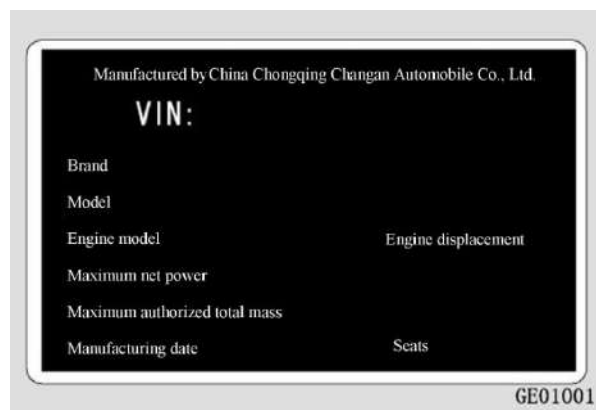 Manufactured by China Chongqing Changan Automobile Co., Ltd.
VIN:
Brand
Model
Engine model Engine displacement
Maximum net power
Maximum authorized total mass
Manufacturing date Seats
GE01001